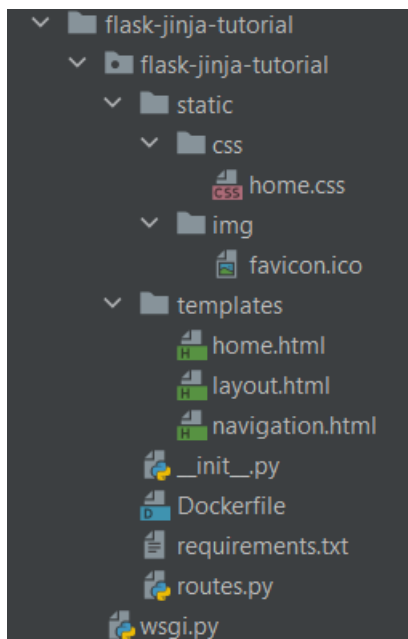 flask-jinja-tutorial
flask-jinja-tutorial
static
css
CSS home.css
img
favicon.ico
templates
H home.html
H layout.html
H navigation.html
__init__.py
D Dockerfile
requirements.txt
routes.py
wsgi.py